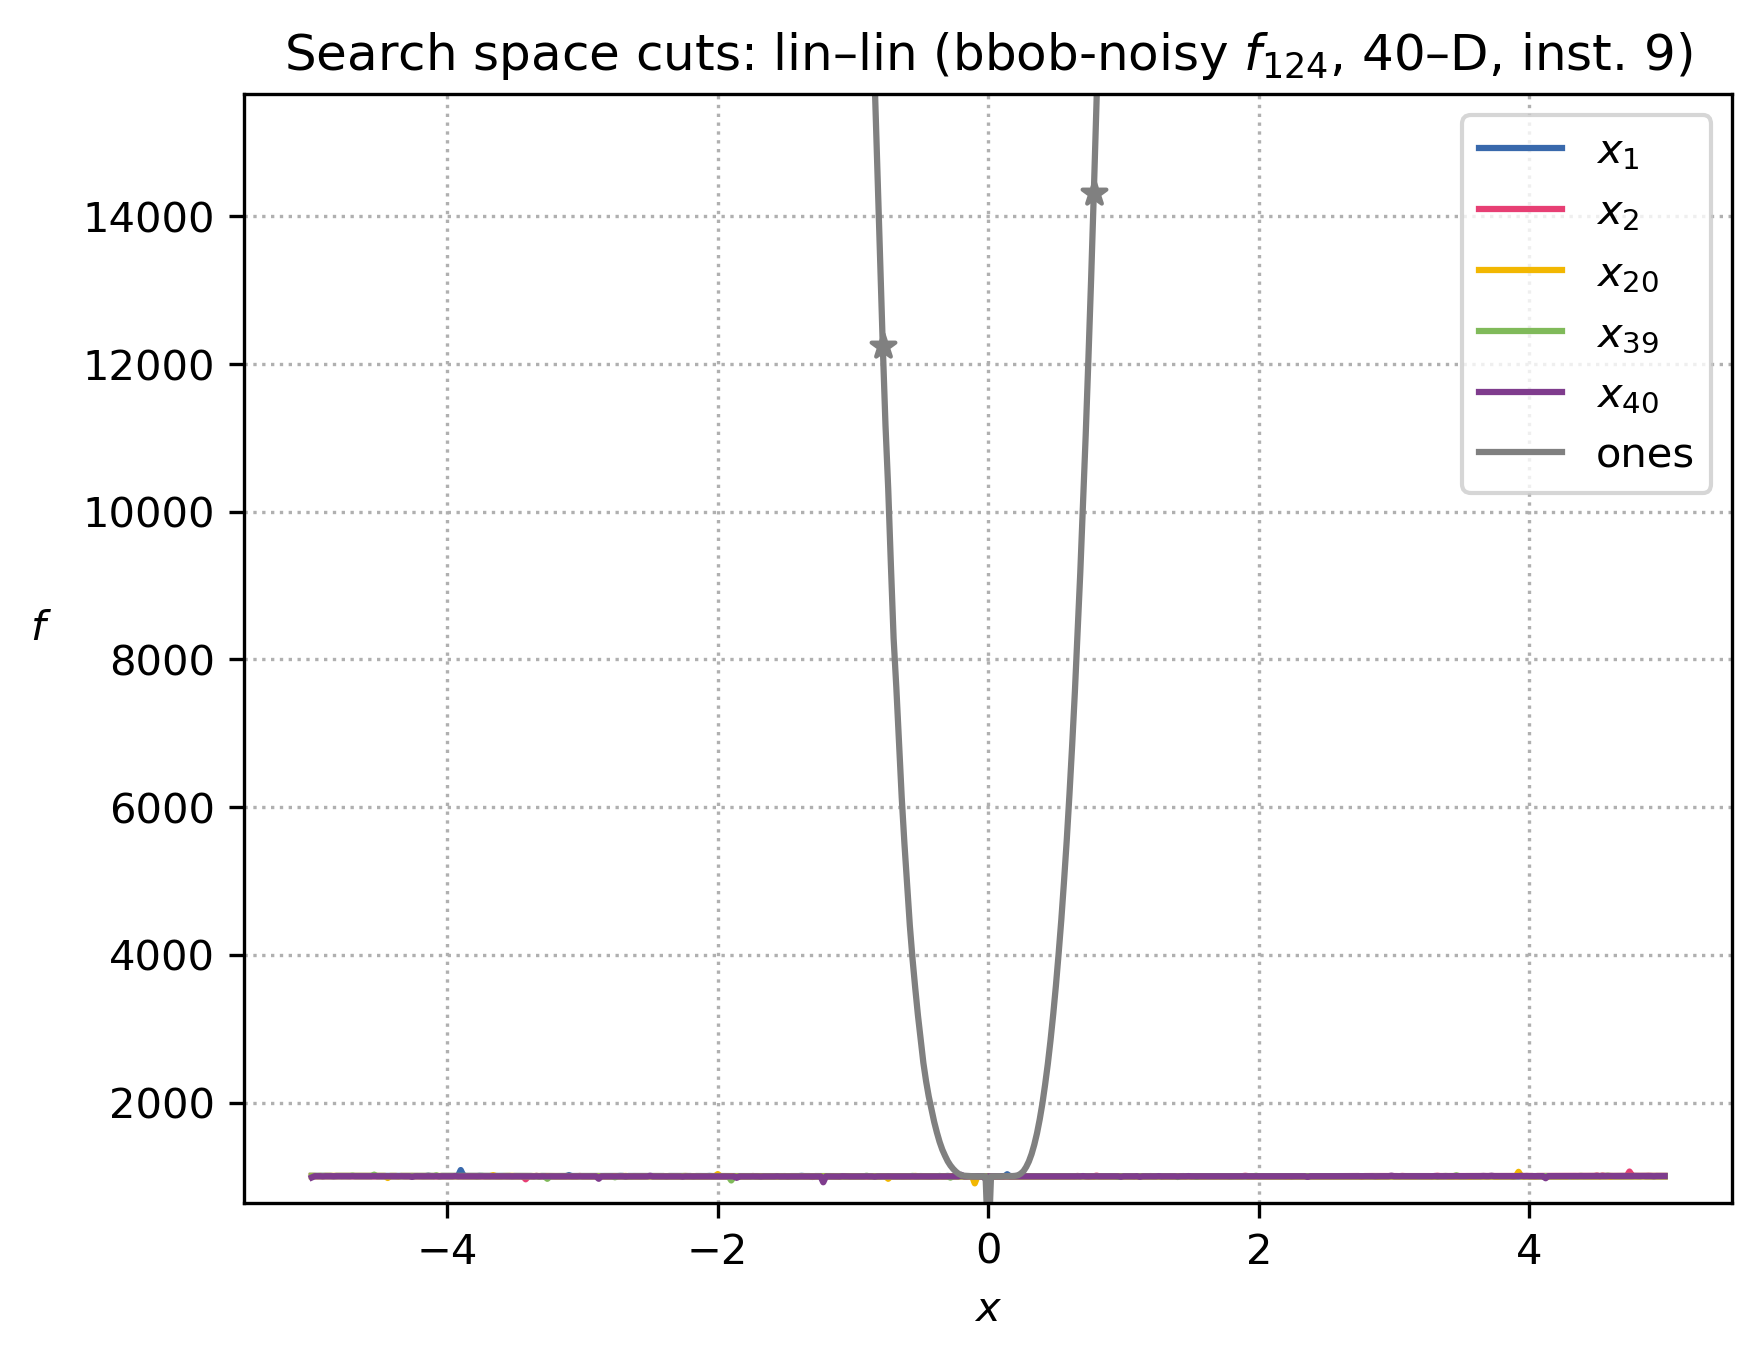 Search space cuts: lin–lin (bbob-noisy f₁₂₄, 40–D, inst. 9)
x₁
x₂
x₂₀
x₃₉
x₄₀
ones
14000
12000
10000
8000
6000
4000
2000
f
−4
−2
0
2
4
x